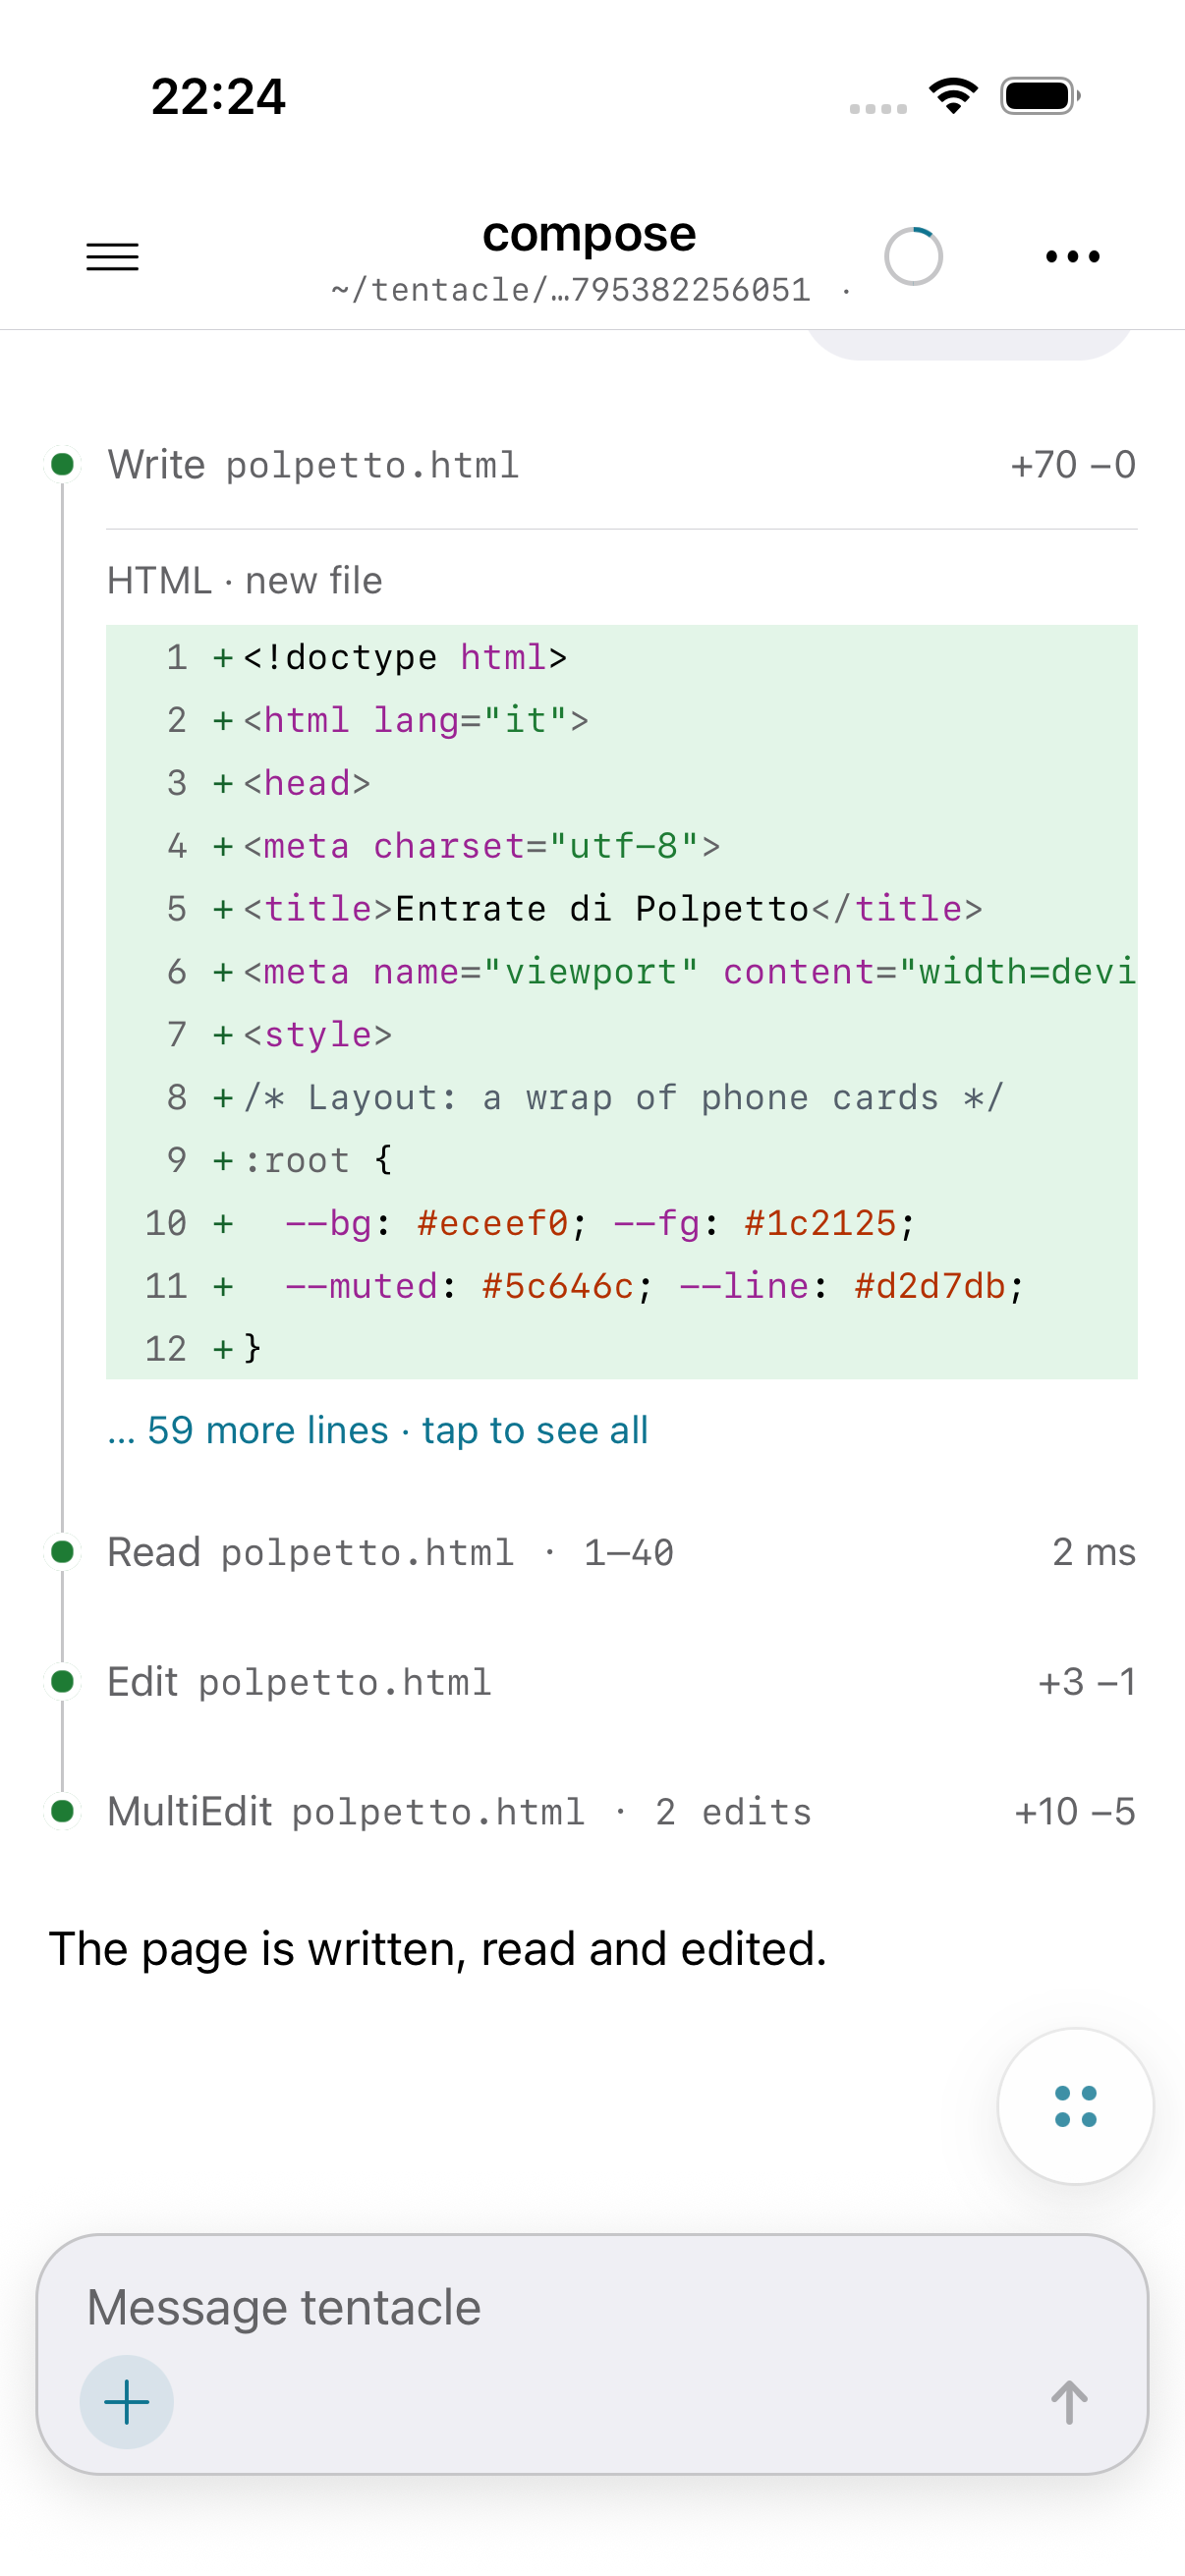 22:24
compose
~/tentacle/…795382256051 ·
Write polpetto.html +70 −0
HTML · new file
1 +<!doctype html>
2 +<html lang="it">
3 +<head>
4 +<meta charset="utf-8">
5 +<title>Entrate di Polpetto</title>
6 +<meta name="viewport" content="width=devi
7 +<style>
8 +/* Layout: a wrap of phone cards */
9 +:root {
10 +  --bg: #eceef0; --fg: #1c2125;
11 +  --muted: #5c646c; --line: #d2d7db;
12 +}
... 59 more lines · tap to see all
Read polpetto.html · 1–40 2 ms
Edit polpetto.html +3 −1
MultiEdit polpetto.html · 2 edits +10 −5
The page is written, read and edited.
Message tentacle